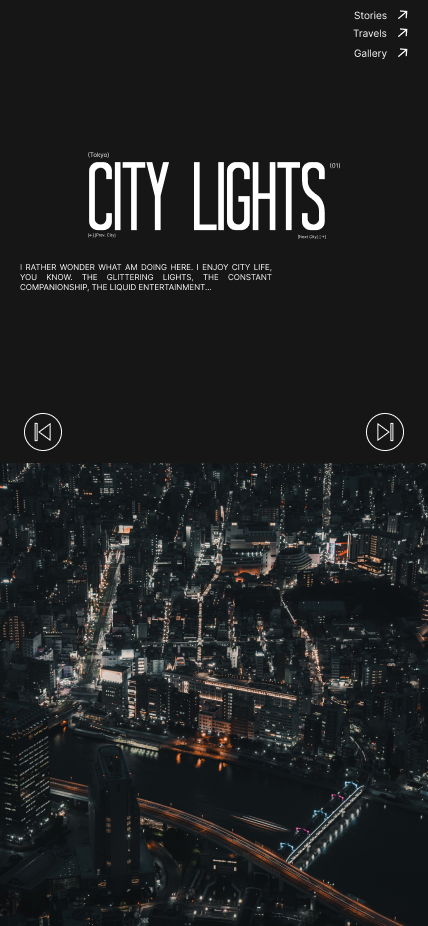 Stories
Travels
Gallery
(Tokyo)
CITY LIGHTS
(01)
(←) (Prev. City)
(Next City) (→)
I RATHER WONDER WHAT AM DOING HERE. I ENJOY CITY LIFE,
YOU KNOW. THE GLITTERING LIGHTS, THE CONSTANT
COMPANIONSHIP, THE LIQUID ENTERTAINMENT...